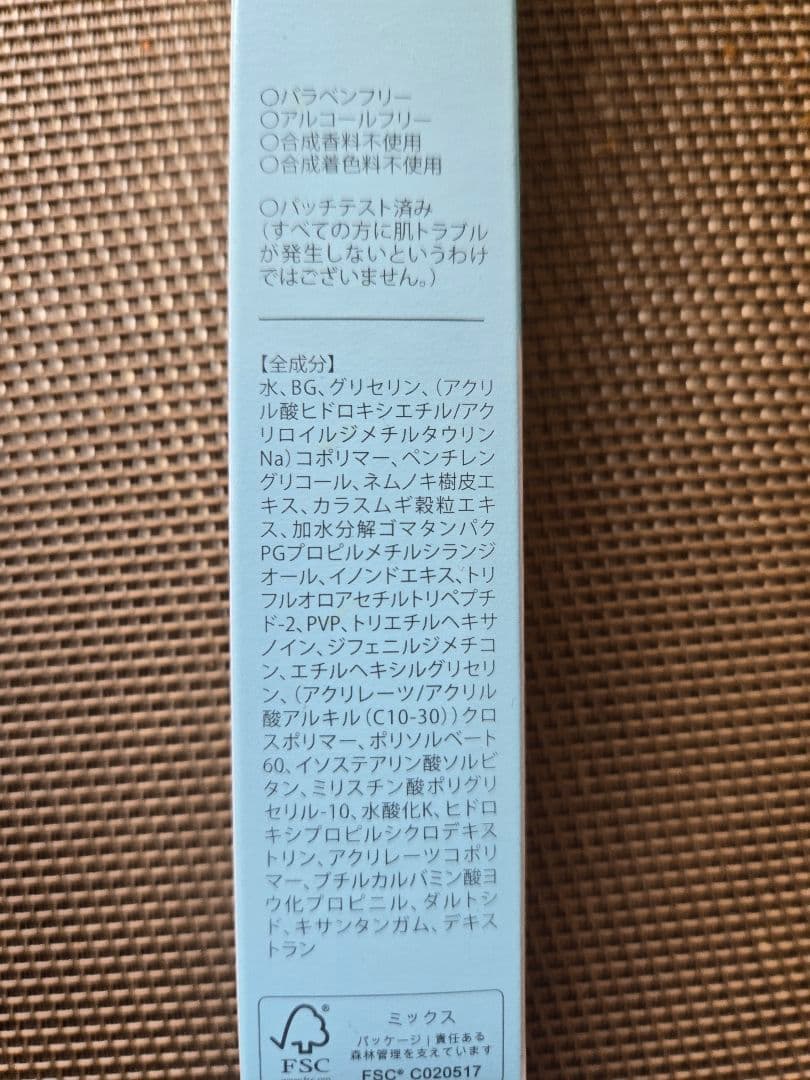 〇パラベンフリー
〇アルコールフリー
〇合成香料不使用
〇合成着色料不使用
〇パッチテスト済み
(すべての方に肌トラブル
が発生しないというわけ
ではございません。)
【全成分】
水、BG、グリセリン、(アクリ
ル酸ヒドロキシエチル/アク
リロイルジメチルタウリン
Na)コポリマー、ペンチレン
グリコール、ネムノキ樹皮エ
キス、カラスムギ穀粒エキ
ス、加水分解ゴマタンパク
PGプロピルメチルシランジ
オール、イノンドエキス、トリ
フルオロアセチルトリペプチ
ド-2、PVP、トリエチルヘキサ
ノイン、ジフェニルジメチコ
ン、エチルヘキシルグリセリ
ン、(アクリレーツ/アクリル
酸アルキル(C10-30))クロ
スポリマー、ポリソルベート
60、イソステアリン酸ソルビ
タン、ミリスチン酸ポリグリ
セリル-10、水酸化K、ヒドロ
キシプロピルシクロデキス
トリン、アクリレーツコポリ
マー、ブチルカルバミン酸ヨ
ウ化プロピニル、ダルトシ
ド、キサンタンガム、デキス
トラン
FSC
ミックス
パッケージ | 責任ある
森林管理を支えています
FSC® C020517